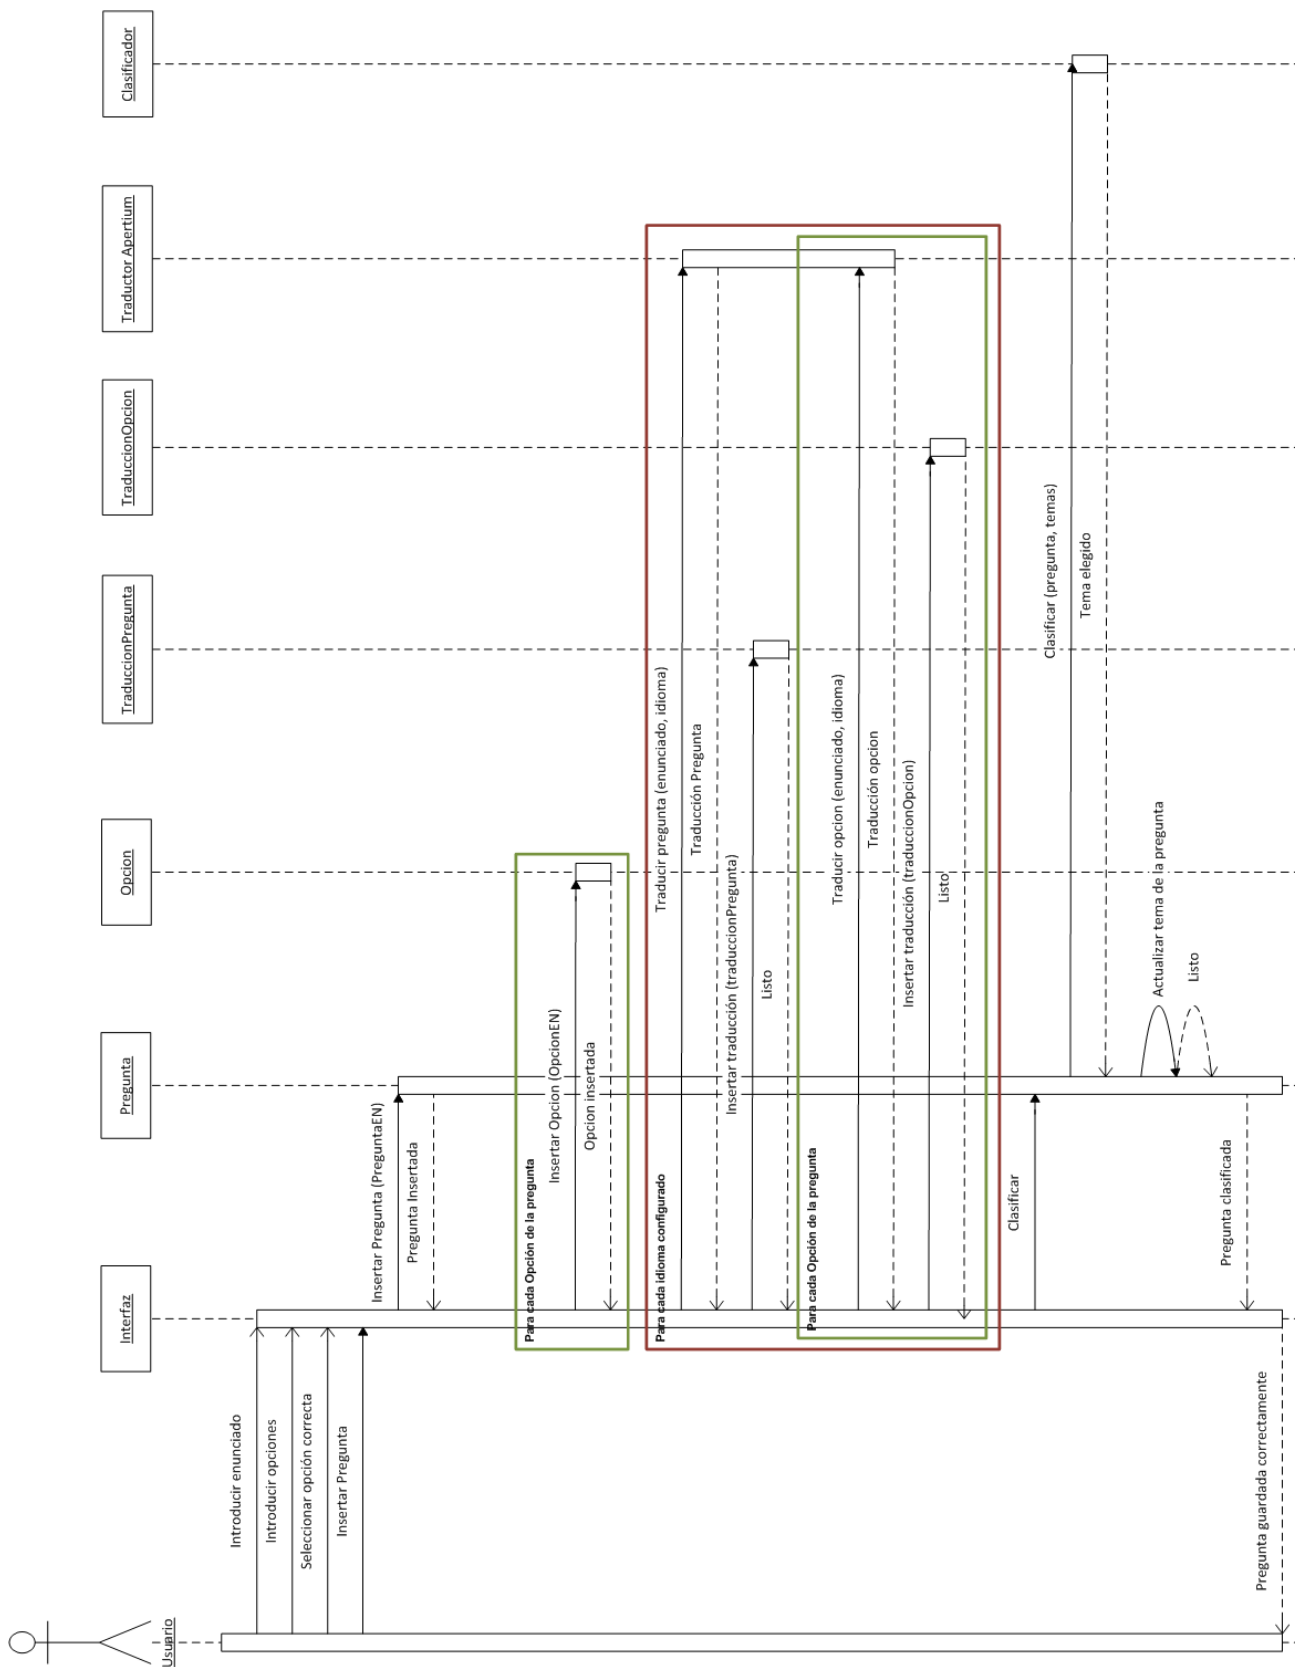 Usuario
Interfaz
Pregunta
Opcion
TraduccionPregunta
TraduccionOpcion
Traductor Apertium
Clasificador
Introducir enunciado
Introducir opciones
Seleccionar opción correcta
Insertar Pregunta
Insertar Pregunta (PreguntaEN)
Pregunta Insertada
Para cada Opción de la pregunta
Insertar Opcion (OpcionEN)
Opcion insertada
Para cada idioma configurado
Traducir pregunta (enunciado, idioma)
Traducción Pregunta
Insertar traducción (traduccionPregunta)
Listo
Para cada Opción de la pregunta
Traducir opcion (enunciado, idioma)
Traducción opcion
Insertar traducción (traduccionOpcion)
Listo
Clasificar
Clasificar (pregunta, temas)
Tema elegido
Actualizar tema de la pregunta
Listo
Pregunta clasificada
Pregunta guardada correctamente